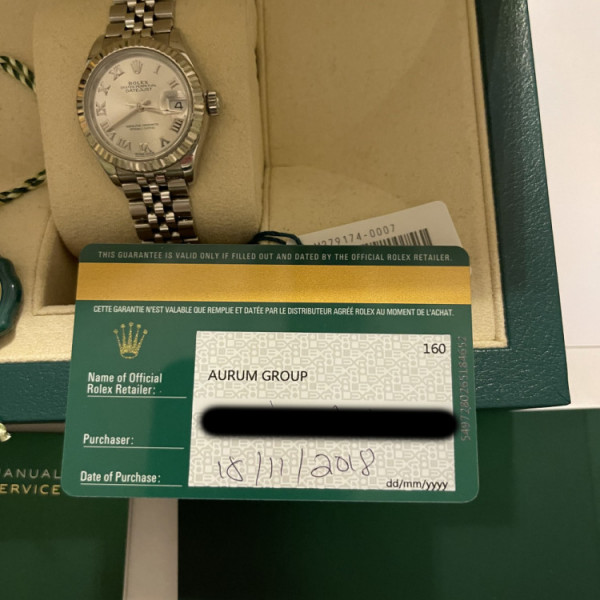 ROLEX
DATEJUST
M279174-0007
THIS GUARANTEE IS VALID ONLY IF FILLED OUT AND DATED BY THE OFFICIAL ROLEX RETAILER.
CETTE GARANTIE N'EST VALABLE QUE REMPLIE ET DATÉE PAR LE DISTRIBUTEUR AGRÉÉ ROLEX AU MOMENT DE L'ACHAT.
160
Name of Official
Rolex Retailer:
AURUM GROUP
Purchaser:
Date of Purchase:
18/11/2018
dd/mm/yyyy
MANUAL
SERVICE